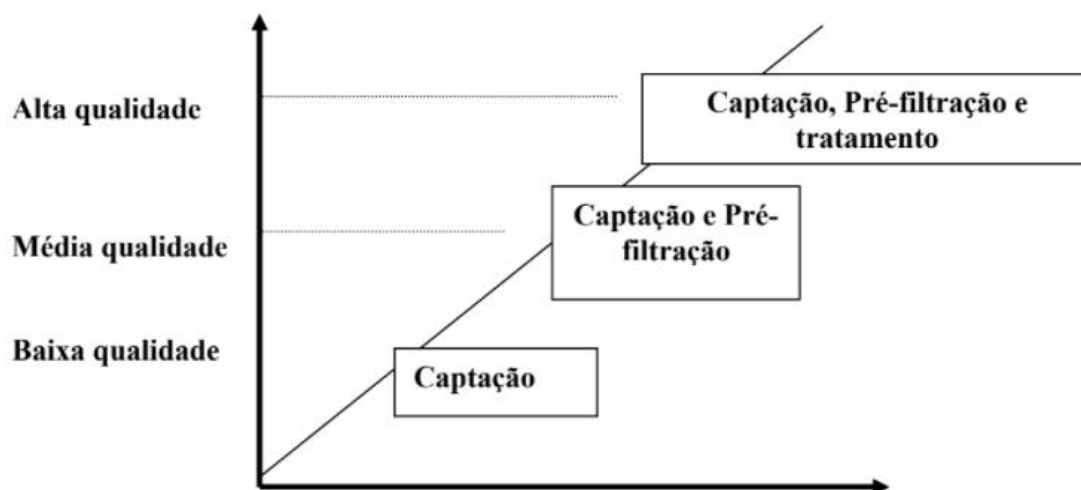 Alta qualidade
Captação, Pré-filtração e
tratamento
Média qualidade
Captação e Pré-
filtração
Baixa qualidade
Captação